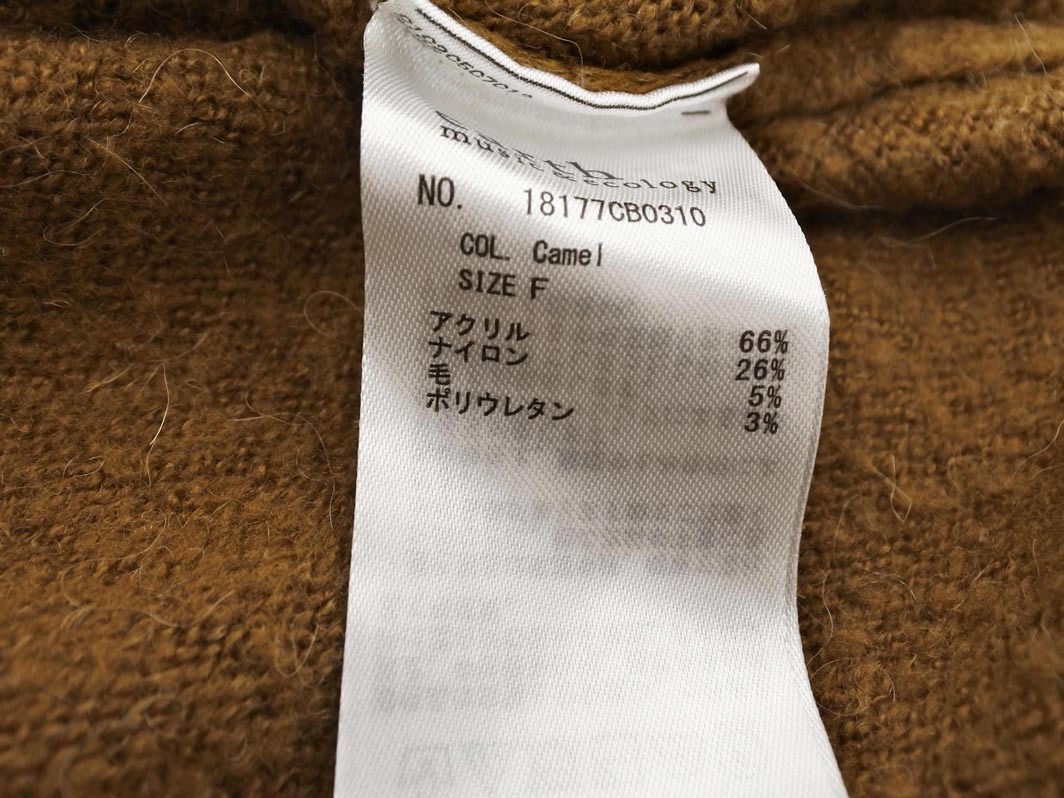 earth
music & ecology
NO. 18177CB0310
COL. Camel
SIZE F
アクリル 66%
ナイロン 26%
毛 5%
ポリウレタン 3%